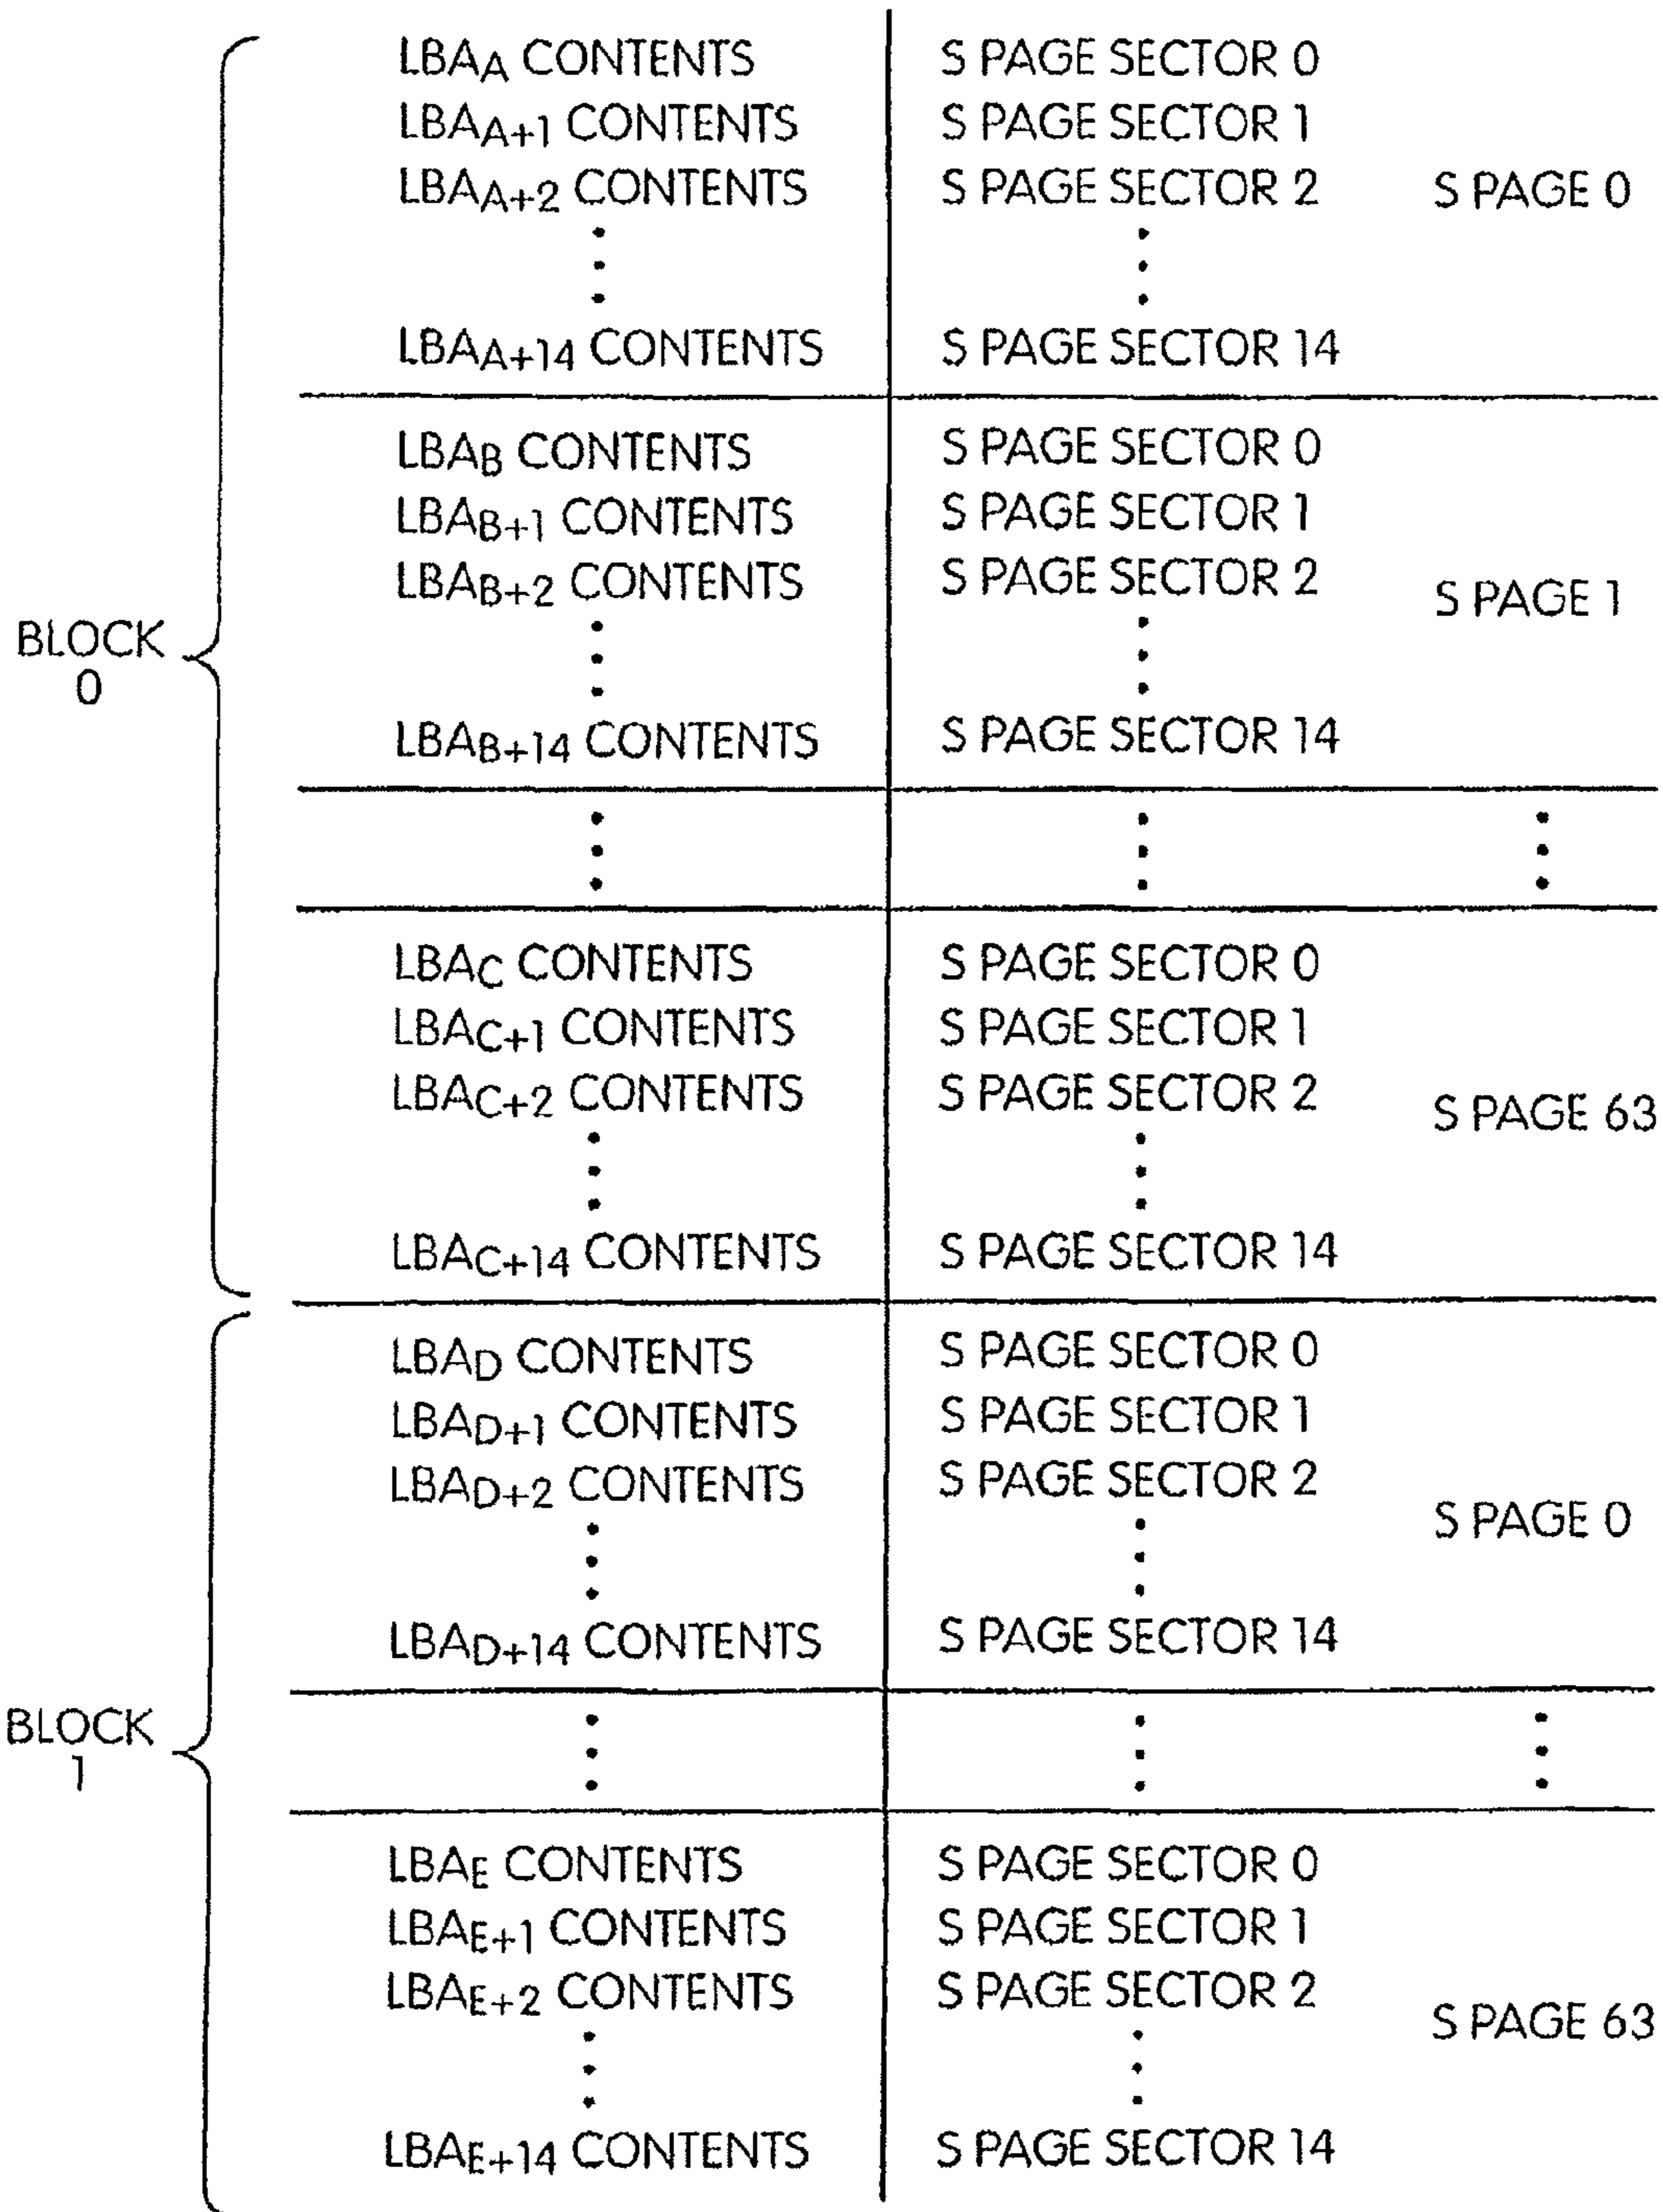 LBAA CONTENTS S PAGE SECTOR 0
LBAA+1 CONTENTS S PAGE SECTOR 1
LBAA+2 CONTENTS S PAGE SECTOR 2 S PAGE 0
LBAA+14 CONTENTS S PAGE SECTOR 14
LBAB CONTENTS S PAGE SECTOR 0
LBAB+1 CONTENTS S PAGE SECTOR 1
LBAB+2 CONTENTS S PAGE SECTOR 2
S PAGE 1
BLOCK
0
LBAB+14 CONTENTS S PAGE SECTOR 14
LBAC CONTENTS S PAGE SECTOR 0
LBAC+1 CONTENTS S PAGE SECTOR 1
LBAC+2 CONTENTS S PAGE SECTOR 2
S PAGE 63
LBAC+14 CONTENTS S PAGE SECTOR 14
LBAD CONTENTS S PAGE SECTOR 0
LBAD+1 CONTENTS S PAGE SECTOR 1
LBAD+2 CONTENTS S PAGE SECTOR 2
S PAGE 0
LBAD+14 CONTENTS S PAGE SECTOR 14
BLOCK
1
LBAE CONTENTS S PAGE SECTOR 0
LBAE+1 CONTENTS S PAGE SECTOR 1
LBAE+2 CONTENTS S PAGE SECTOR 2
S PAGE 63
LBAE+14 CONTENTS S PAGE SECTOR 14